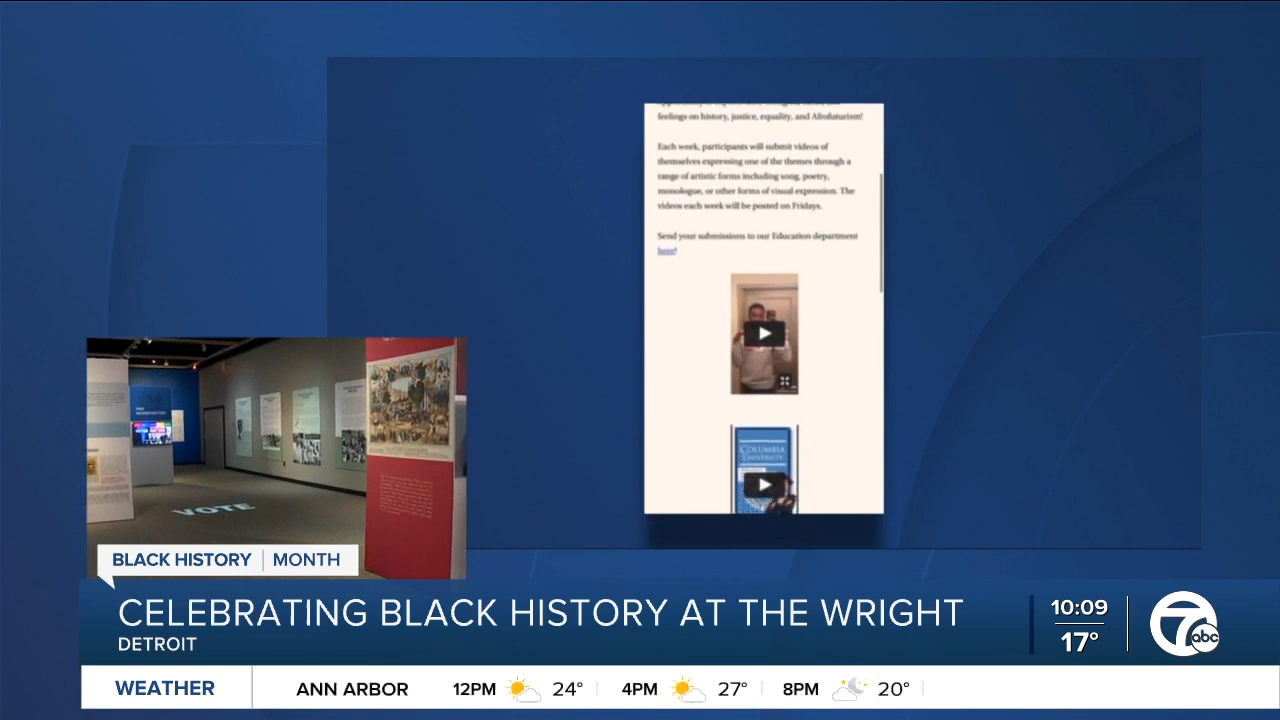 feelings on history, justice, equality, and Afrofuturism!
Each week, participants will submit videos of
themselves expressing one of the themes through a
range of artistic forms including song, poetry,
monologue, or other forms of visual expression. The
videos each week will be posted on Fridays.
Send your submissions to our Education department
here!
COLUMBIA
UNIVERSITY
VOTE
BLACK HISTORY | MONTH
CELEBRATING BLACK HISTORY AT THE WRIGHT
DETROIT
10:09
17°
7 abc
WEATHER ANN ARBOR 12PM 24° 4PM 27° 8PM 20°